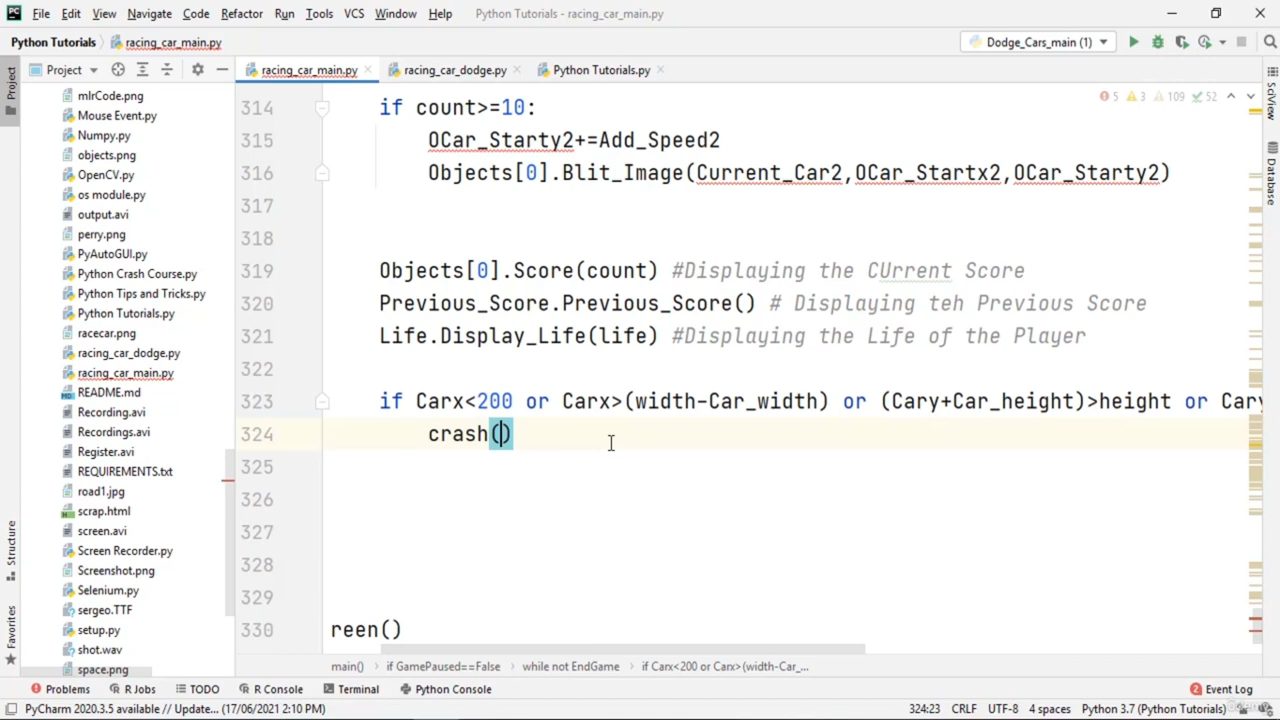 File Edit View Navigate Code Refactor Run Tools VCS Window Help Python Tutorials - racing_car_main.py
Python Tutorials racing_car_main.py Dodge_Cars_main (1)
Project racing_car_main.py racing_car_dodge.py Python Tutorials.py
Project
Structure
Favorites
SciView
Database
mlrCode.png
Mouse Event.py
Numpy.py
objects.png
OpenCV.py
os module.py
output.avi
perry.png
PyAutoGUI.py
Python Crash Course.py
Python Tips and Tricks.py
Python Tutorials.py
racecar.png
racing_car_dodge.py
racing_car_main.py
README.md
Recording.avi
Recordings.avi
Register.avi
REQUIREMENTS.txt
road1.jpg
scrap.html
screen.avi
Screen Recorder.py
Screenshot.png
Selenium.py
sergeo.TTF
setup.py
shot.wav
space.png
5 3 109 52
314 if count>=10:
315 OCar_Starty2+=Add_Speed2
316 Objects[0].Blit_Image(Current_Car2,OCar_Startx2,OCar_Starty2)
317
318
319 Objects[0].Score(count) #Displaying the CUrrent Score
320 Previous_Score.Previous_Score() # Displaying teh Previous Score
321 Life.Display_Life(life) #Displaying the Life of the Player
322
323 if Carx<200 or Carx>(width-Car_width) or (Cary+Car_height)>height or Cary
324 crash()
325
326
327
328
329
330 reen()
main() if GamePaused==False while not EndGame if Carx<200 or Carx>(width-Car_w...
Problems R Jobs TODO R Console Terminal Python Console 2 Event Log
PyCharm 2020.3.5 available // Update... (17/06/2021 2:10 PM) 324:23 CRLF UTF-8 4 spaces Python 3.7 (Python Tutorials)